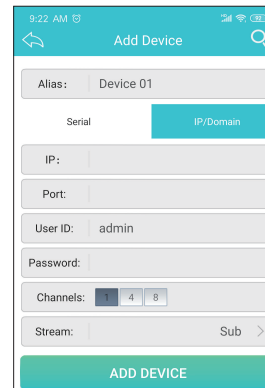 9:22 AM
Add Device
Alias: Device 01
Serial IP/Domain
IP:
Port:
User ID: admin
Password:
Channels: 1 4 8
Stream: Sub
ADD DEVICE